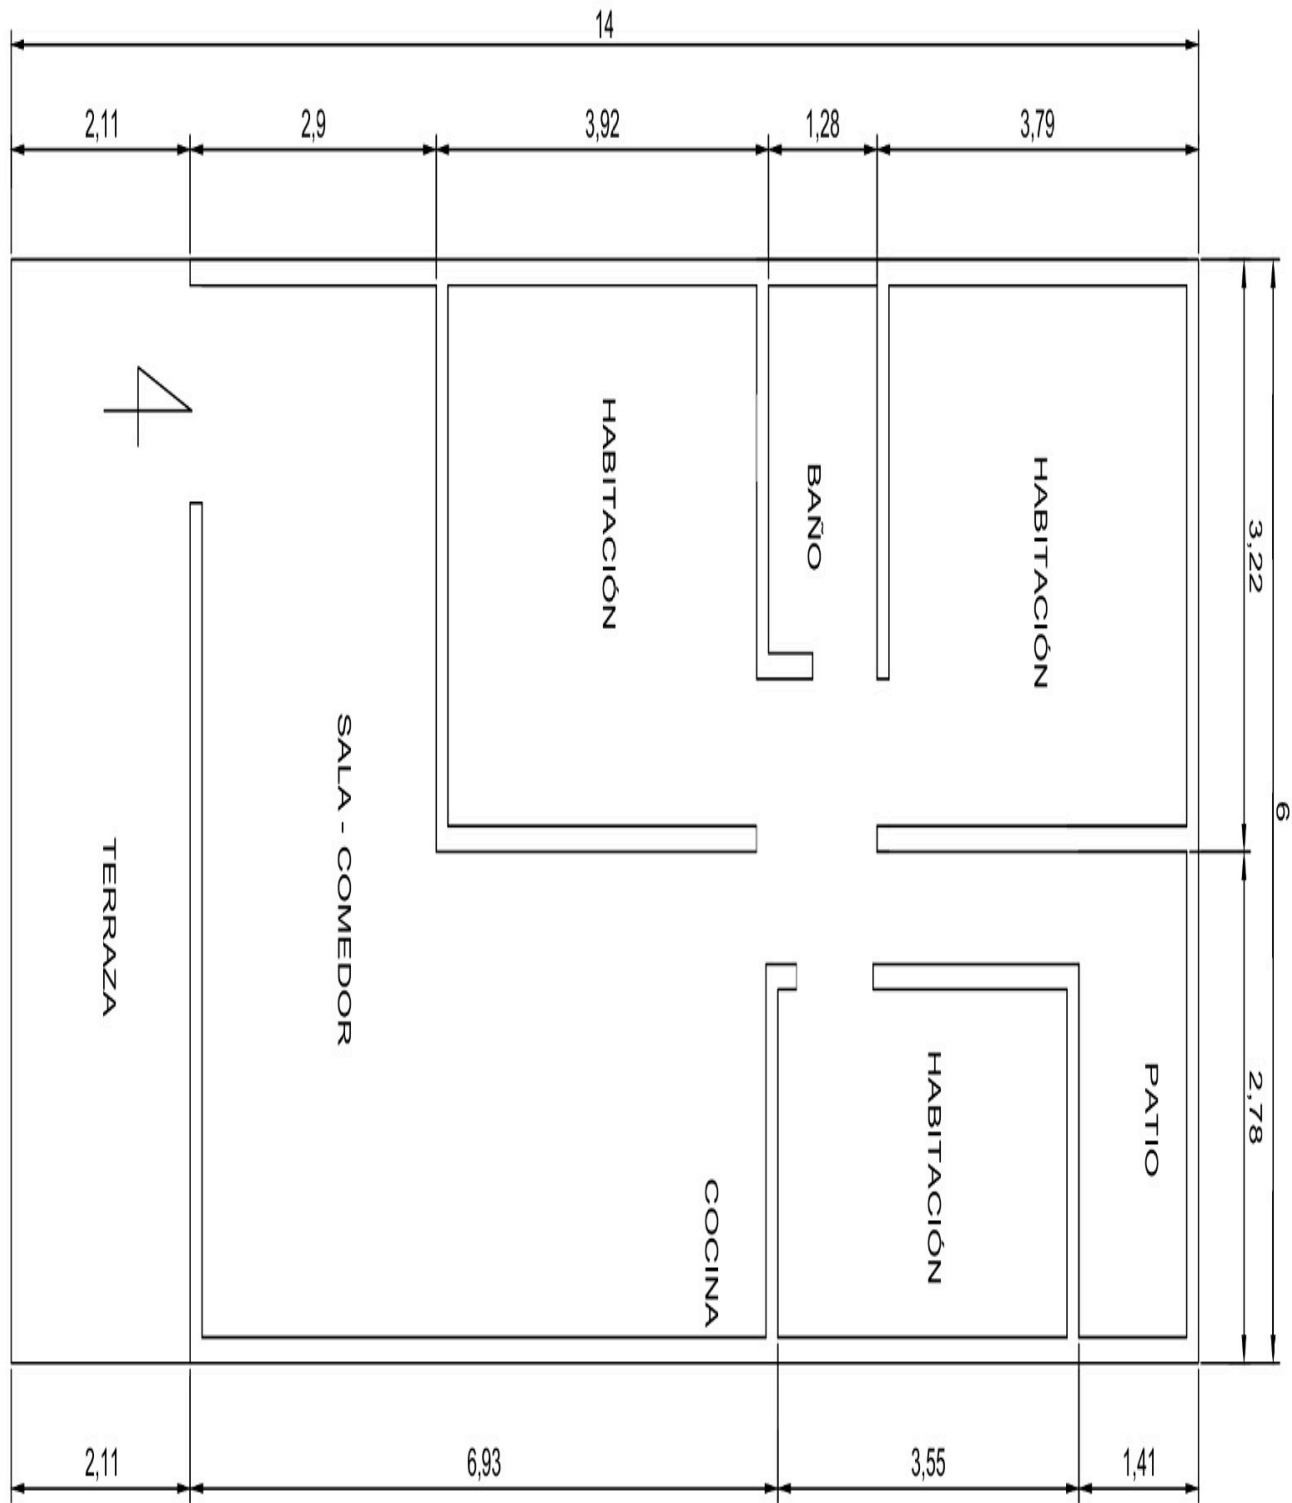 14
2,11
2,9
3,92
1,28
3,79
3,22
6
2,78
HABITACIÓN
BAÑO
HABITACIÓN
SALA - COMEDOR
TERRAZA
COCINA
HABITACIÓN
PATIO
2,11
6,93
3,55
1,41